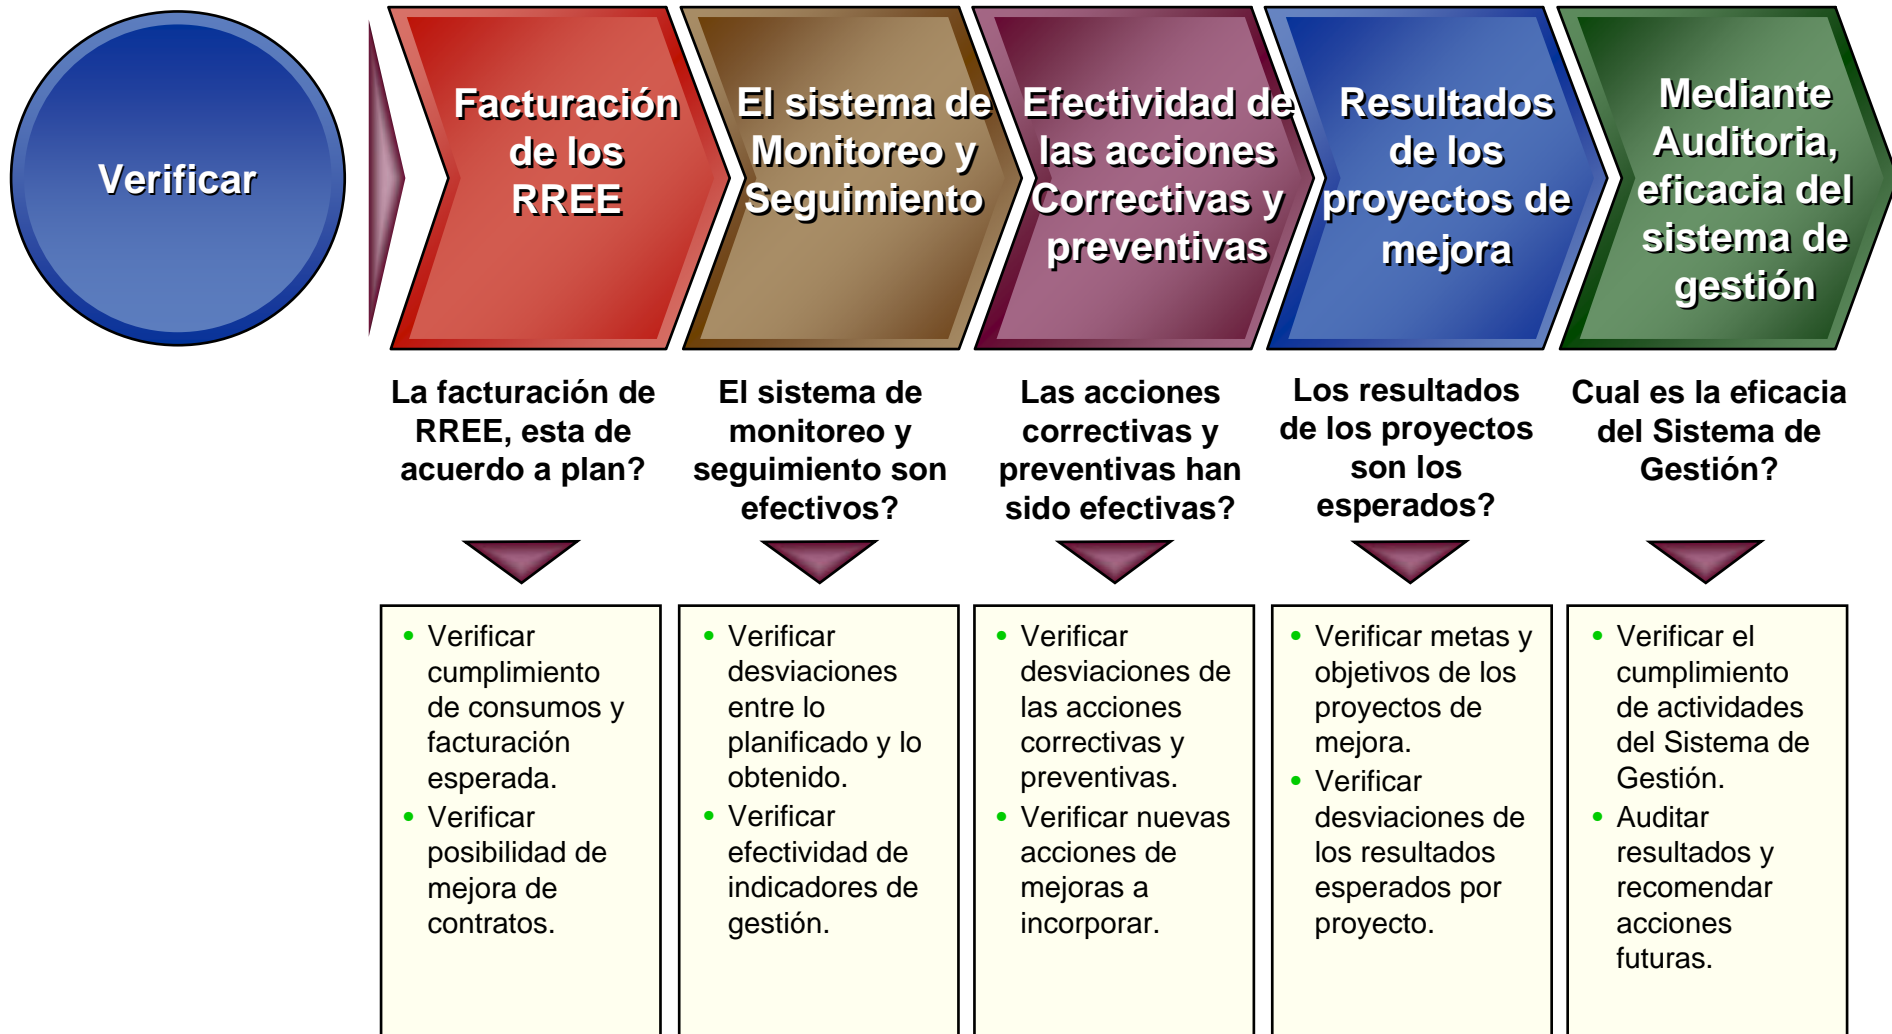 Verificar
Facturación
de los
RREE
El sistema de
Monitoreo y
Seguimiento
Efectividad de
las acciones
Correctivas y
preventivas
Resultados
de los
proyectos de
mejora
Mediante
Auditoria,
eficacia del
sistema de
gestión
La facturación de
RREE, esta de
acuerdo a plan?
El sistema de
monitoreo y
seguimiento son
efectivos?
Las acciones
correctivas y
preventivas han
sido efectivas?
Los resultados
de los proyectos
son los
esperados?
Cual es la eficacia
del Sistema de
Gestión?
• Verificar
cumplimiento
de consumos y
facturación
esperada.
• Verificar
posibilidad de
mejora de
contratos.
• Verificar
desviaciones
entre lo
planificado y lo
obtenido.
• Verificar
efectividad de
indicadores de
gestión.
• Verificar
desviaciones de
las acciones
correctivas y
preventivas.
• Verificar nuevas
acciones de
mejoras a
incorporar.
• Verificar metas y
objetivos de los
proyectos de
mejora.
• Verificar
desviaciones de
los resultados
esperados por
proyecto.
• Verificar el
cumplimiento
de actividades
del Sistema de
Gestión.
• Auditar
resultados y
recomendar
acciones
futuras.